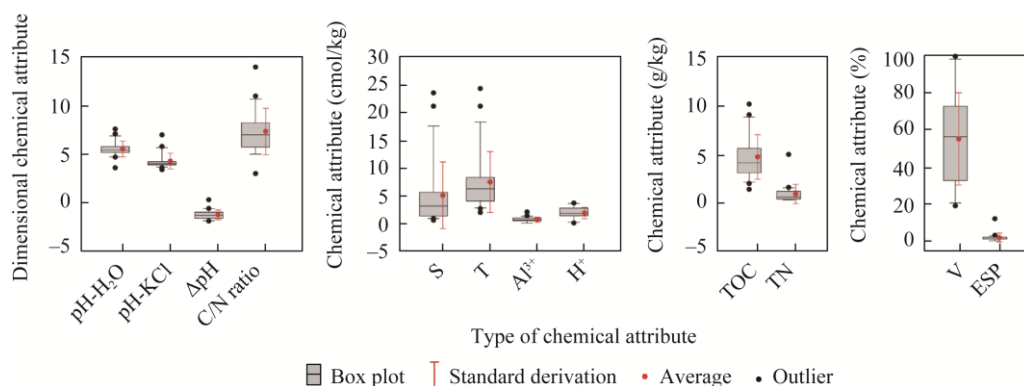 Dimensional chemical attribute
15
10
5
0
−5
pH-H₂O
pH-KCl
ΔpH
C/N ratio
Chemical attribute (cmol/kg)
30
25
20
15
10
5
0
−5
S
T
Al³⁺
H⁺
Chemical attribute (g/kg)
15
10
5
0
−5
TOC
TN
Chemical attribute (%)
100
80
60
40
20
0
V
ESP
Type of chemical attribute
Box plot Standard derivation Average Outlier